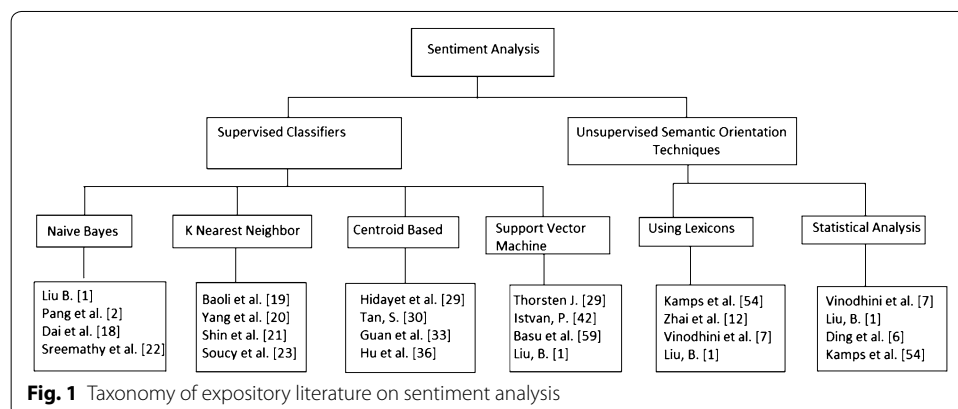 Sentiment Analysis
Supervised Classifiers
Unsupervised Semantic Orientation
Techniques
Naive Bayes
K Nearest Neighbor
Centroid Based
Support Vector
Machine
Using Lexicons
Statistical Analysis
Liu B. [1]
Pang et al. [2]
Dai et al. [18]
Sreemathy et al. [22]
Baoli et al. [19]
Yang et al. [20]
Shin et al. [21]
Soucy et al. [23]
Hidayet et al. [29]
Tan, S. [30]
Guan et al. [33]
Hu et al. [36]
Thorsten J. [29]
Istvan, P. [42]
Basu et al. [59]
Liu, B. [1]
Kamps et al. [54]
Zhai et al. [12]
Vinodhini et al. [7]
Liu, B. [1]
Vinodhini et al. [7]
Liu, B. [1]
Ding et al. [6]
Kamps et al. [54]
Fig. 1 Taxonomy of expository literature on sentiment analysis